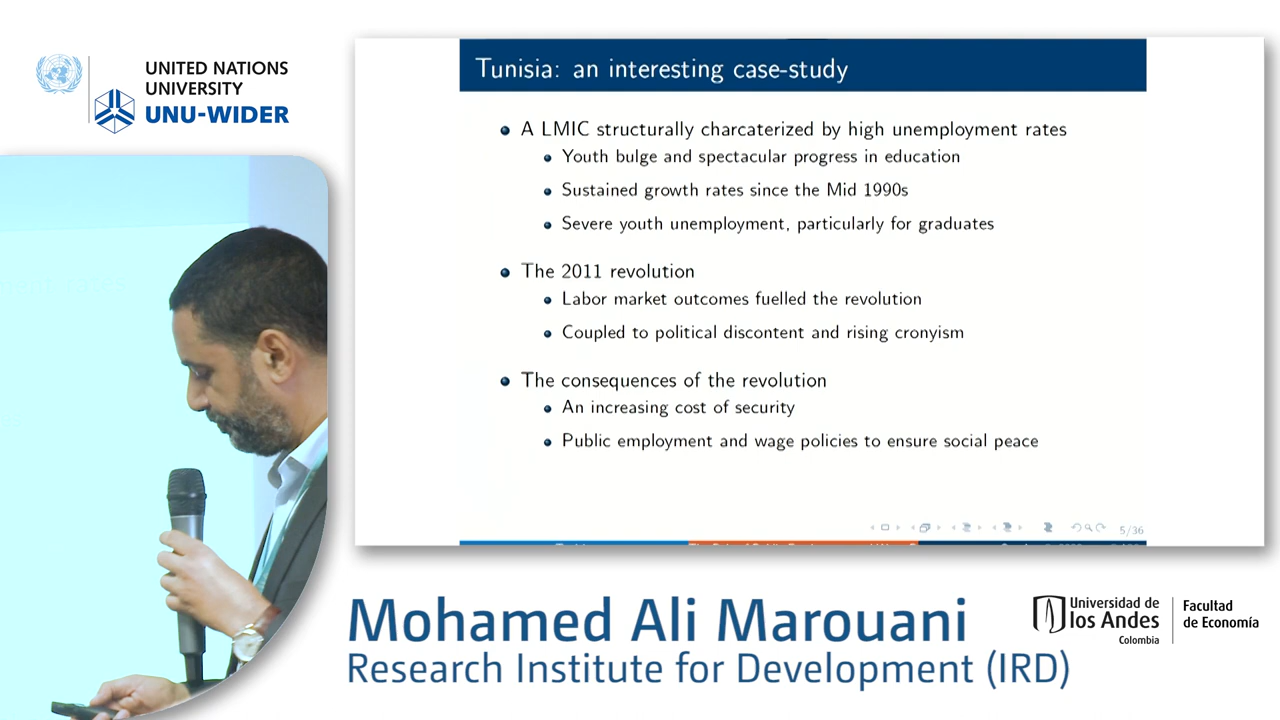 UNITED NATIONS
UNIVERSITY
UNU-WIDER
Tunisia: an interesting case-study
A LMIC structurally charcaterized by high unemployment rates
Youth bulge and spectacular progress in education
Sustained growth rates since the Mid 1990s
Severe youth unemployment, particularly for graduates
The 2011 revolution
Labor market outcomes fuelled the revolution
Coupled to political discontent and rising cronyism
The consequences of the revolution
An increasing cost of security
Public employment and wage policies to ensure social peace
5/36
Mohamed Ali Marouani
Research Institute for Development (IRD)
Universidad de
los Andes
Colombia
Facultad
de Economía